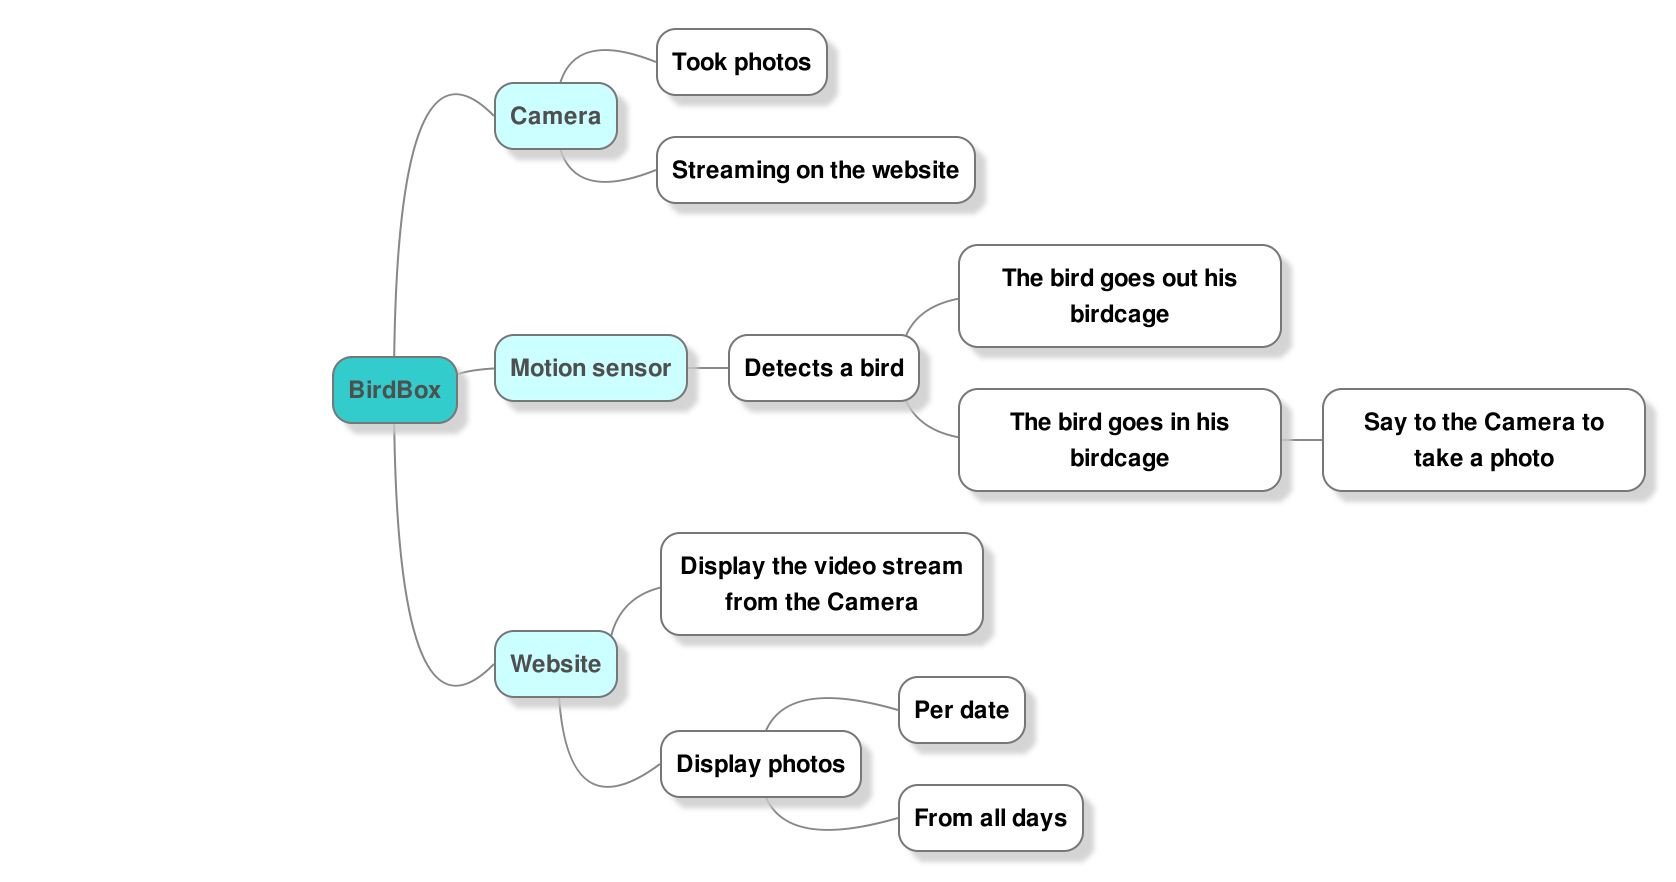 BirdBox
Camera
Took photos
Streaming on the website
Motion sensor
Detects a bird
The bird goes out his
birdcage
The bird goes in his
birdcage
Say to the Camera to
take a photo
Website
Display the video stream
from the Camera
Display photos
Per date
From all days